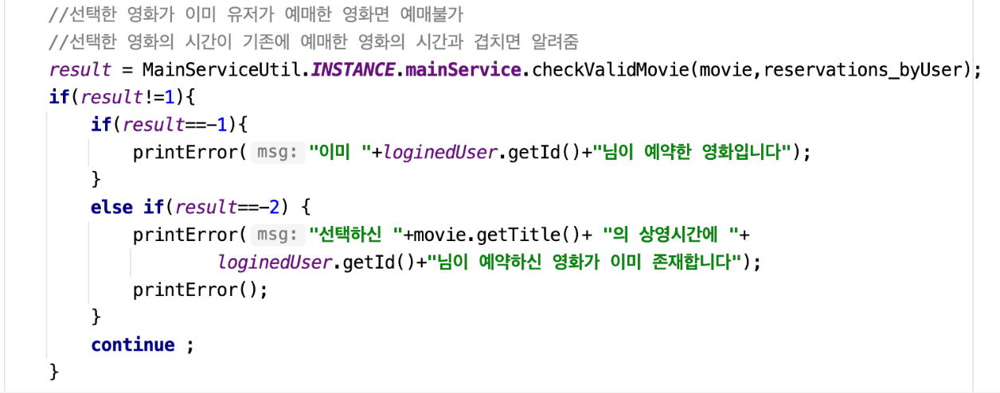 //선택한 영화가 이미 유저가 예매한 영화면 예매불가
//선택한 영화의 시간이 기존에 예매한 영화의 시간과 겹치면 알려줌
result = MainServiceUtil.INSTANCE.mainService.checkValidMovie(movie,reservations_byUser);
if(result!=1){
    if(result==-1){
        printError( msg: "이미 "+loginedUser.getId()+"님이 예약한 영화입니다");
    }
    else if(result==-2) {
        printError( msg: "선택하신 "+movie.getTitle()+ "의 상영시간에 "+
                loginedUser.getId()+"님이 예약하신 영화가 이미 존재합니다");
        printError();
    }
    continue ;
}